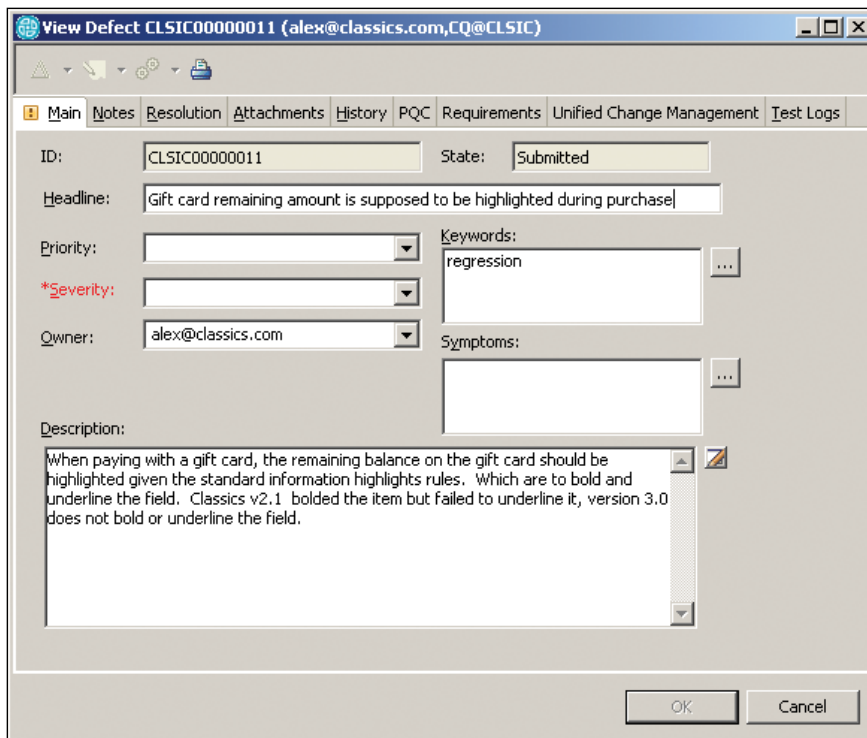 View Defect CLSIC00000011 (alex@classics.com,CQ@CLSIC)
Main Notes Resolution Attachments History PQC Requirements Unified Change Management Test Logs
ID: CLSIC00000011 State: Submitted
Headline: Gift card remaining amount is supposed to be highlighted during purchase
Priority:
Keywords:
regression
...
*Severity:
Owner: alex@classics.com
Symptoms:
...
Description:
When paying with a gift card, the remaining balance on the gift card should be
highlighted given the standard information highlights rules. Which are to bold and
underline the field. Classics v2.1 bolded the item but failed to underline it, version 3.0
does not bold or underline the field.
OK Cancel